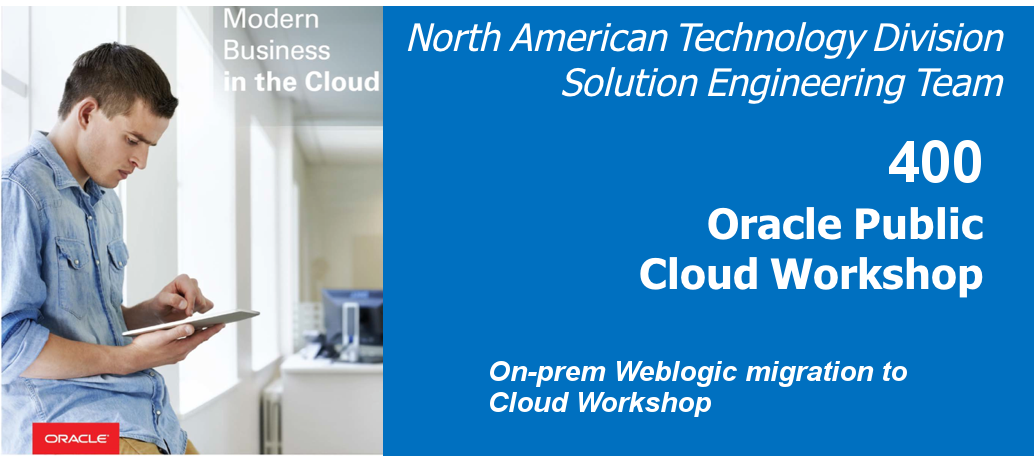 Modern
Business
in the Cloud
ORACLE
North American Technology Division
Solution Engineering Team
400
Oracle Public
Cloud Workshop
On-prem Weblogic migration to
Cloud Workshop